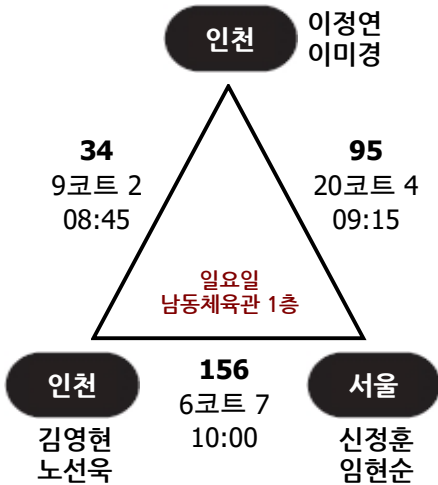 인천
이정연
이미경
34
9코트 2
08:45
95
20코트 4
09:15
일요일
남동체육관 1층
인천
김영현
노선욱
156
6코트 7
10:00
서울
신정훈
임현순